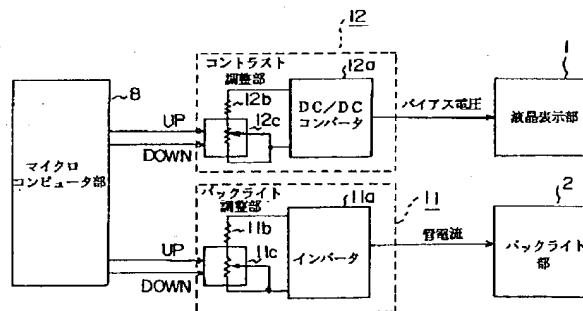 12
コントラスト
調整部
12a
1
8
12b
12c
UP
DOWN
DC/DC
コンバータ
バイアス電圧
液晶表示部
マイクロ
コンピュータ部
バックライト
調整部
11a
11
2
11b
11c
UP
DOWN
インバータ
管電流
バックライト
部